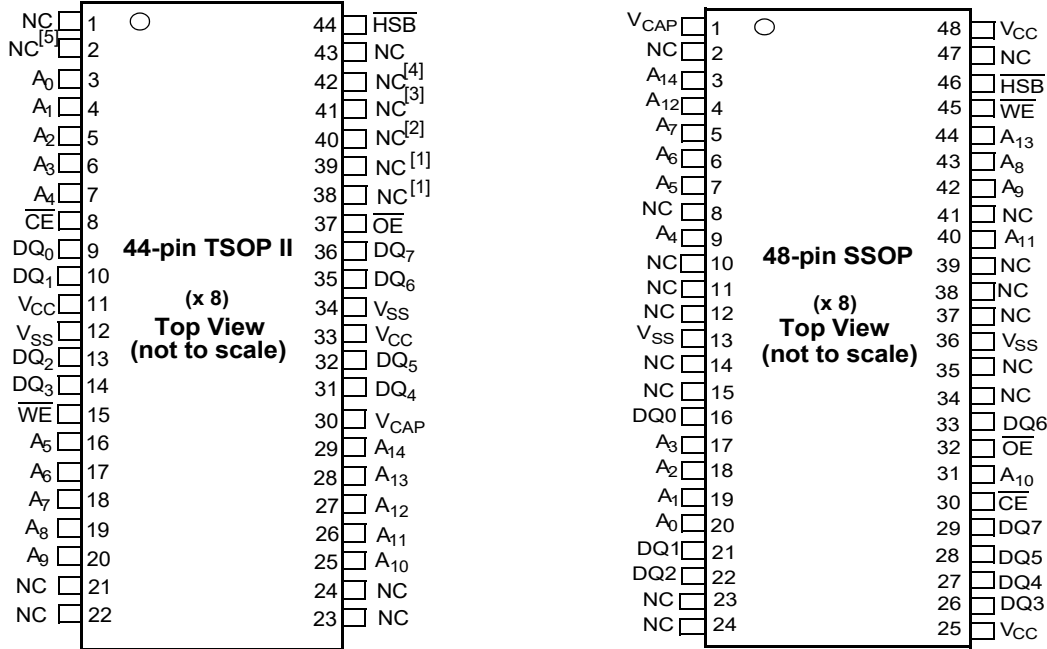 NC 1 44 HSB
NC[5] 2 43 NC
A0 3 42 NC[4]
A1 4 41 NC[3]
A2 5 40 NC[2]
A3 6 39 NC[1]
A4 7 38 NC[1]
CE 8 37 OE
DQ0 9 36 DQ7
DQ1 10 35 DQ6
VCC 11 34 VSS
VSS 12 33 VCC
DQ2 13 32 DQ5
DQ3 14 31 DQ4
WE 15 30 VCAP
A5 16 29 A14
A6 17 28 A13
A7 18 27 A12
A8 19 26 A11
A9 20 25 A10
NC 21 24 NC
NC 22 23 NC
44-pin TSOP II
(x 8)
Top View
(not to scale)
VCAP 1 48 VCC
NC 2 47 NC
A14 3 46 HSB
A12 4 45 WE
A7 5 44 A13
A6 6 43 A8
A5 7 42 A9
NC 8 41 NC
A4 9 40 A11
NC 10 39 NC
NC 11 38 NC
NC 12 37 NC
VSS 13 36 VSS
NC 14 35 NC
NC 15 34 NC
DQ0 16 33 DQ6
A3 17 32 OE
A2 18 31 A10
A1 19 30 CE
A0 20 29 DQ7
DQ1 21 28 DQ5
DQ2 22 27 DQ4
NC 23 26 DQ3
NC 24 25 VCC
48-pin SSOP
(x 8)
Top View
(not to scale)